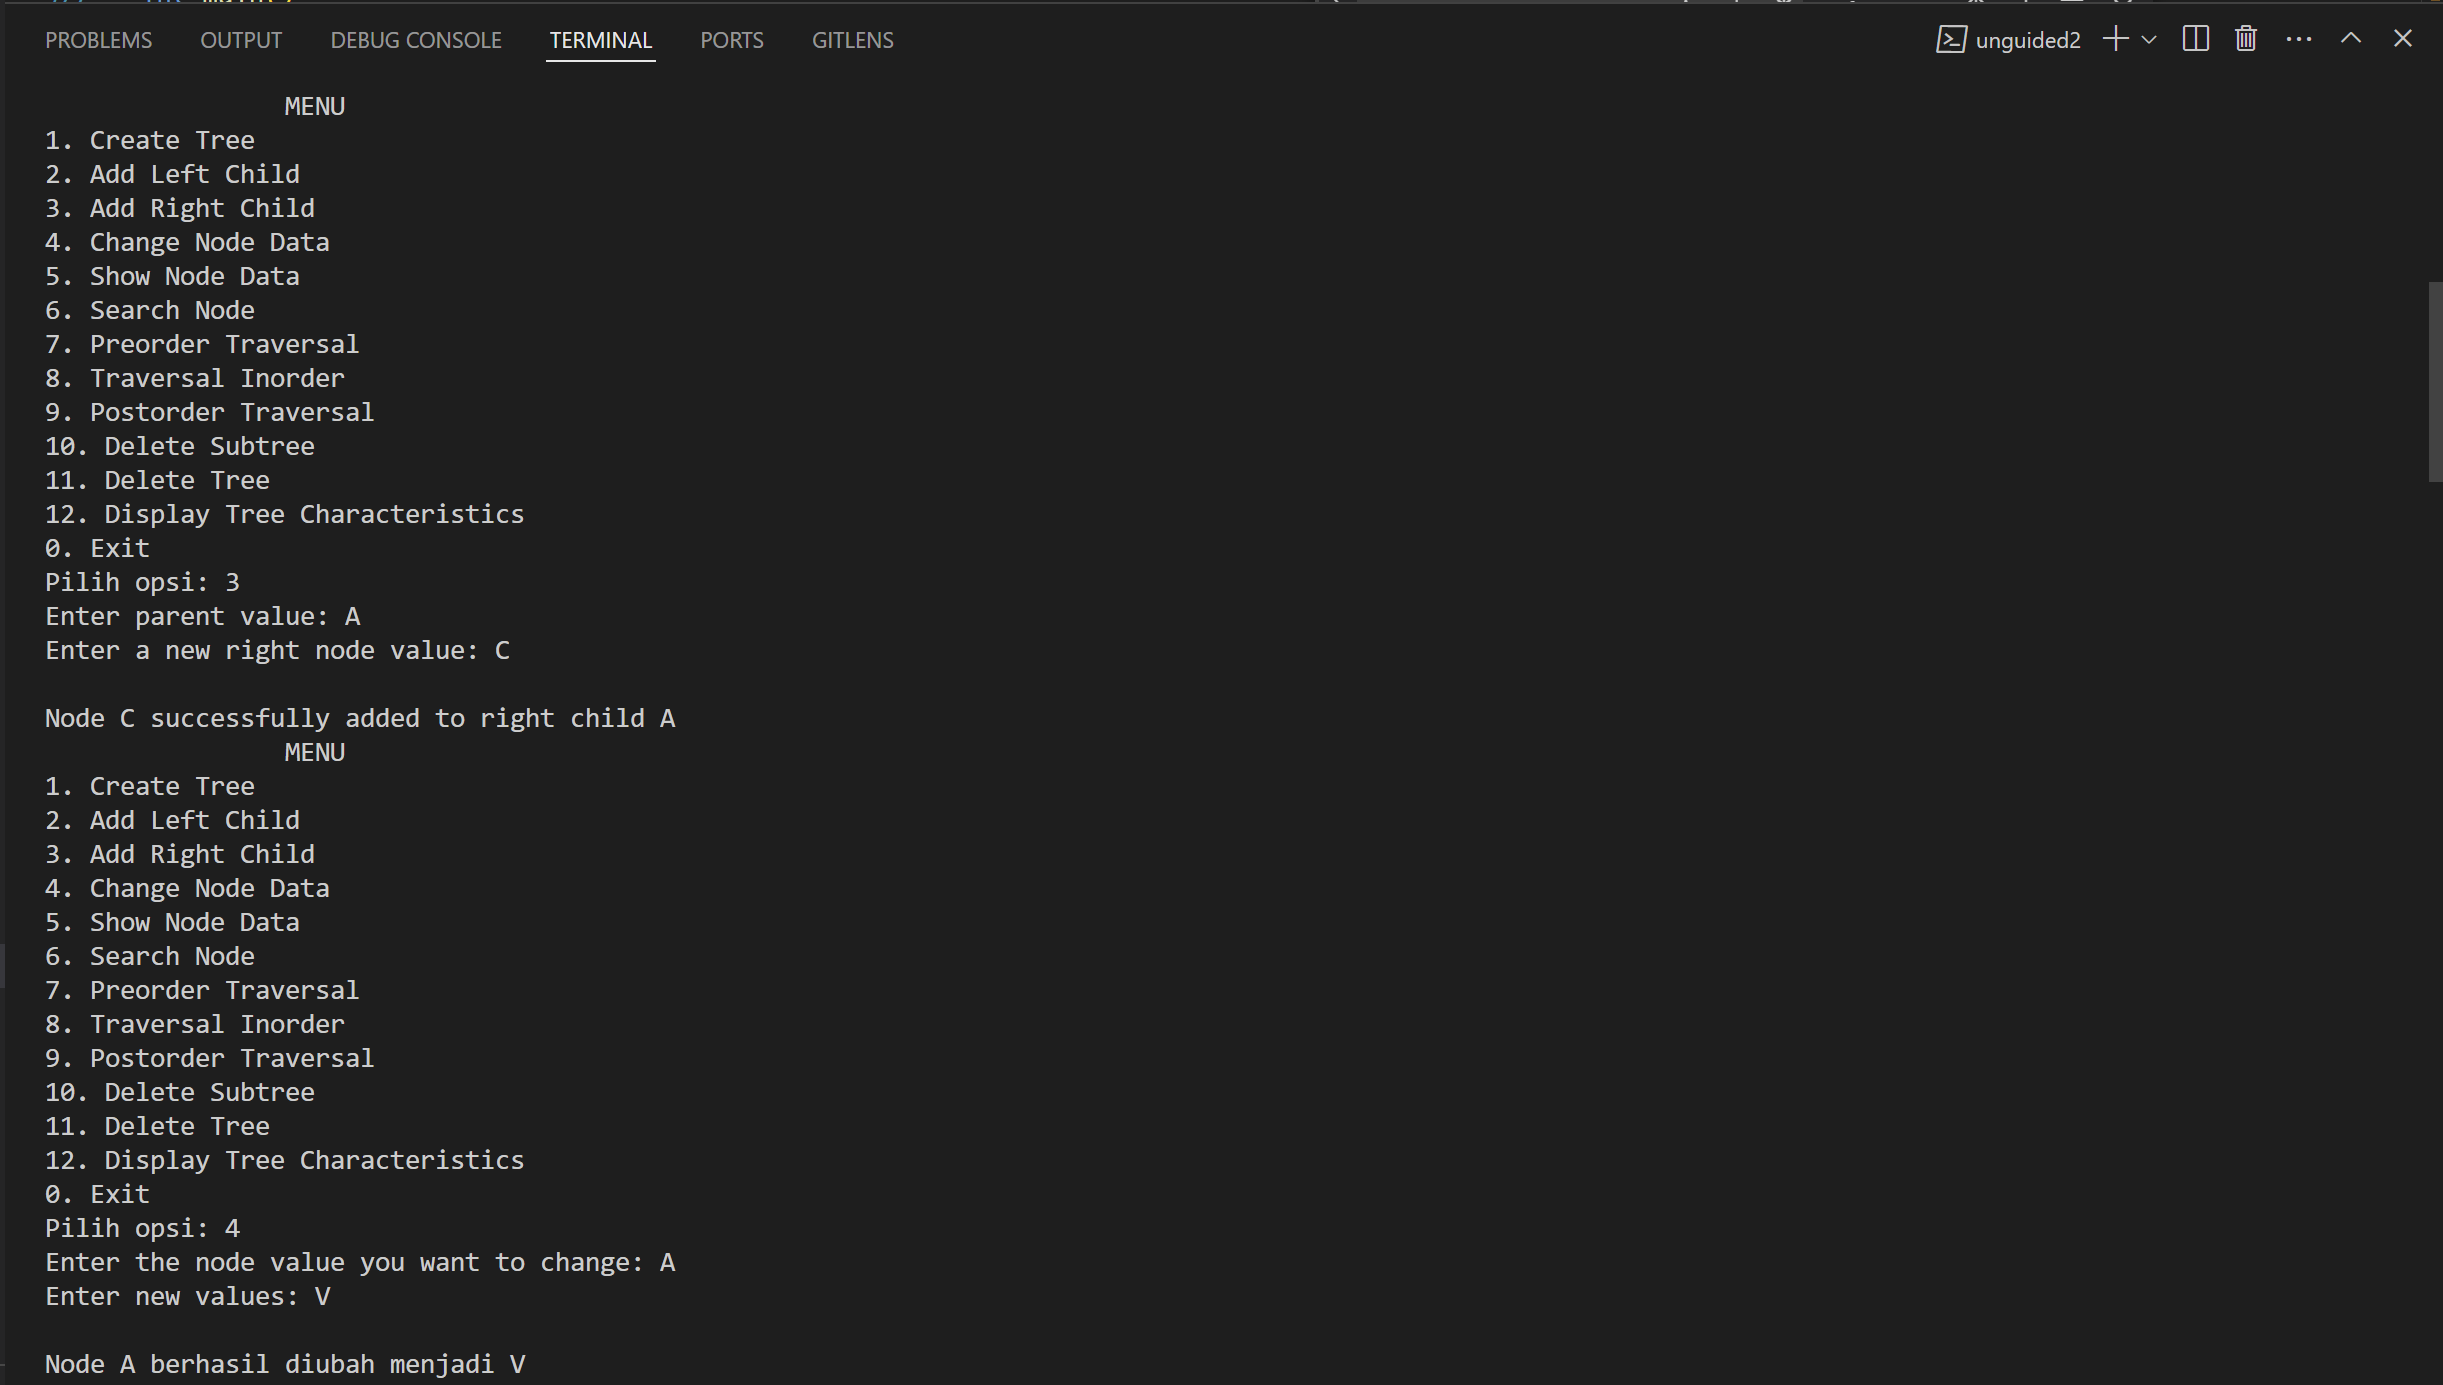 PROBLEMS OUTPUT DEBUG CONSOLE TERMINAL PORTS GITLENS unguided2
MENU
1. Create Tree
2. Add Left Child
3. Add Right Child
4. Change Node Data
5. Show Node Data
6. Search Node
7. Preorder Traversal
8. Traversal Inorder
9. Postorder Traversal
10. Delete Subtree
11. Delete Tree
12. Display Tree Characteristics
0. Exit
Pilih opsi: 3
Enter parent value: A
Enter a new right node value: C
Node C successfully added to right child A
MENU
1. Create Tree
2. Add Left Child
3. Add Right Child
4. Change Node Data
5. Show Node Data
6. Search Node
7. Preorder Traversal
8. Traversal Inorder
9. Postorder Traversal
10. Delete Subtree
11. Delete Tree
12. Display Tree Characteristics
0. Exit
Pilih opsi: 4
Enter the node value you want to change: A
Enter new values: V
Node A berhasil diubah menjadi V